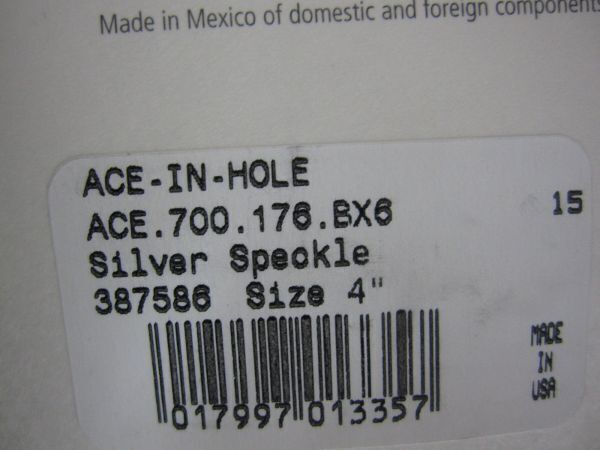 Made in Mexico of domestic and foreign components
ACE-IN-HOLE
ACE.700.176.BX6
15
Silver Speckle
387586 Size 4"
MADE
IN
USA
017997 013357